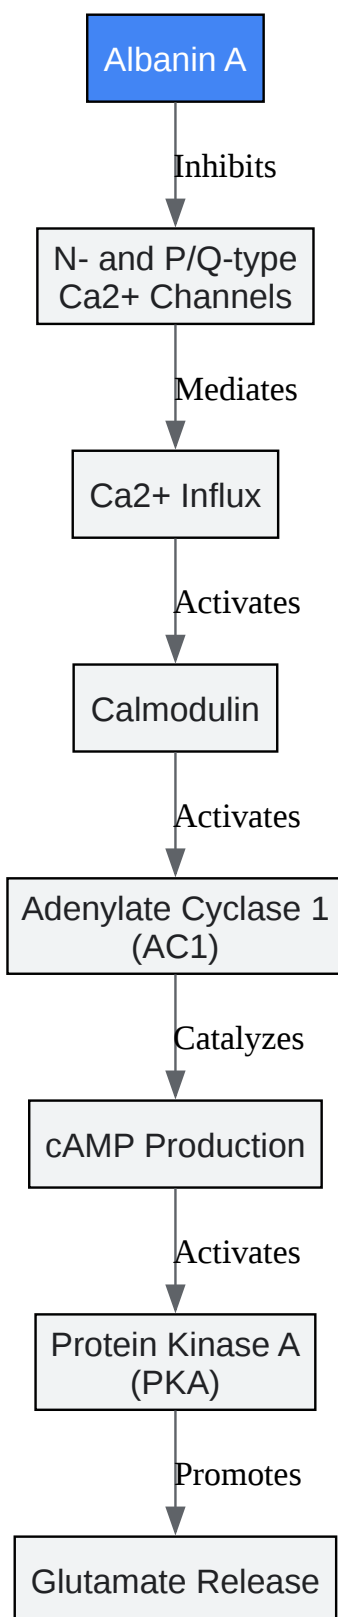 Albanin A
Inhibits
N- and P/Q-type
Ca2+ Channels
Mediates
Ca2+ Influx
Activates
Calmodulin
Activates
Adenylate Cyclase 1
(AC1)
Catalyzes
cAMP Production
Activates
Protein Kinase A
(PKA)
Promotes
Glutamate Release